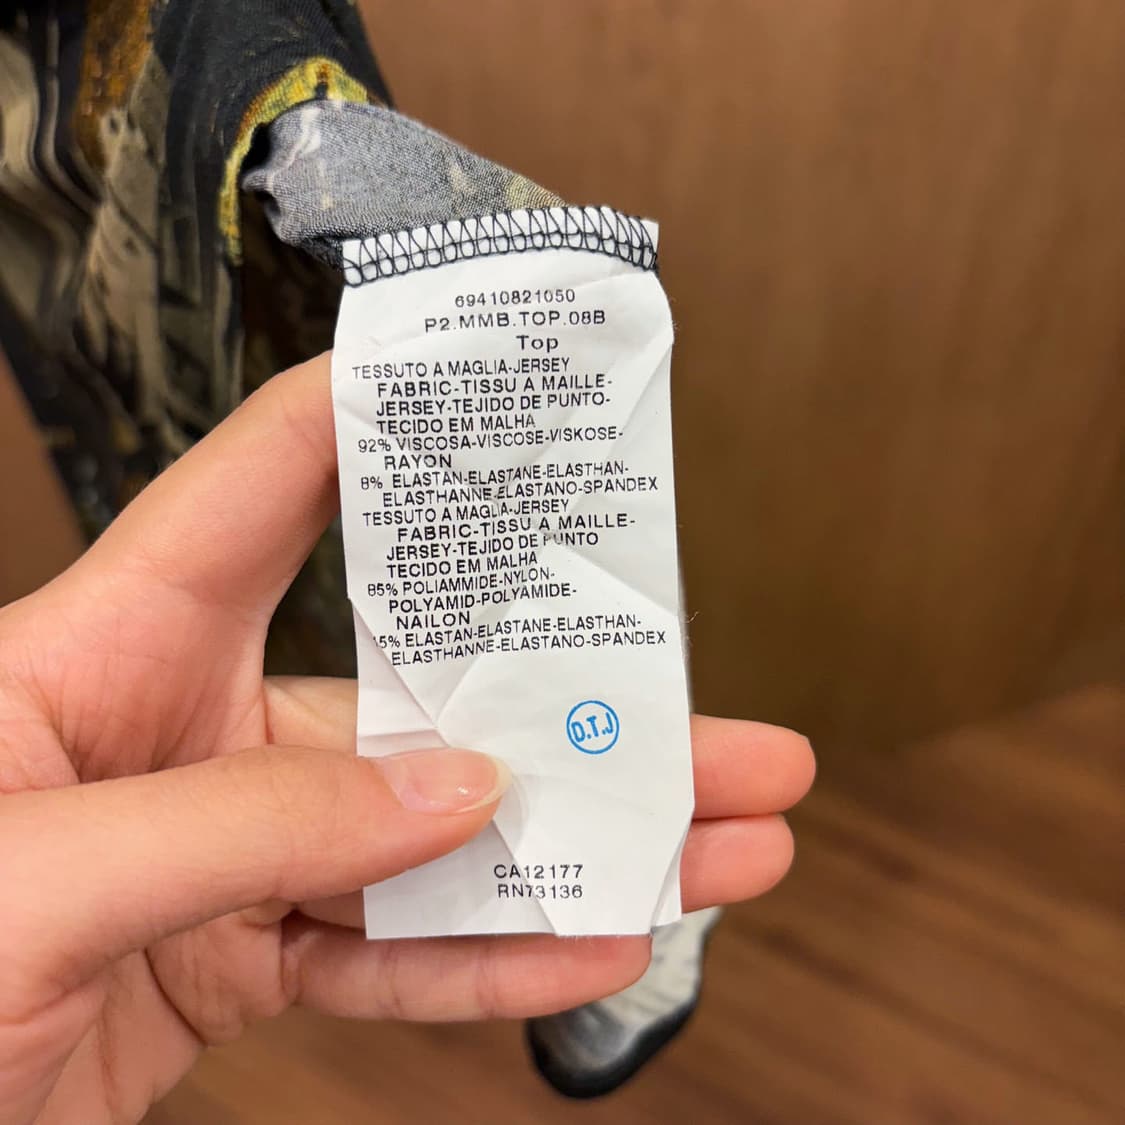 69410821050
P2.MMB.TOP.08B
Top
TESSUTO A MAGLIA-JERSEY
FABRIC-TISSU A MAILLE-
JERSEY-TEJIDO DE PUNTO-
TECIDO EM MALHA
92% VISCOSA-VISCOSE-VISKOSE-
RAYON
8% ELASTAN-ELASTANE-ELASTHAN-
ELASTHANNE-ELASTANO-SPANDEX
TESSUTO A MAGLIA-JERSEY
FABRIC-TISSU A MAILLE-
JERSEY-TEJIDO DE PUNTO
TECIDO EM MALHA
85% POLIAMMIDE-NYLON-
POLYAMID-POLYAMIDE-
NAILON
15% ELASTAN-ELASTANE-ELASTHAN-
ELASTHANNE-ELASTANO-SPANDEX
D.T.J
CA12177
RN73136